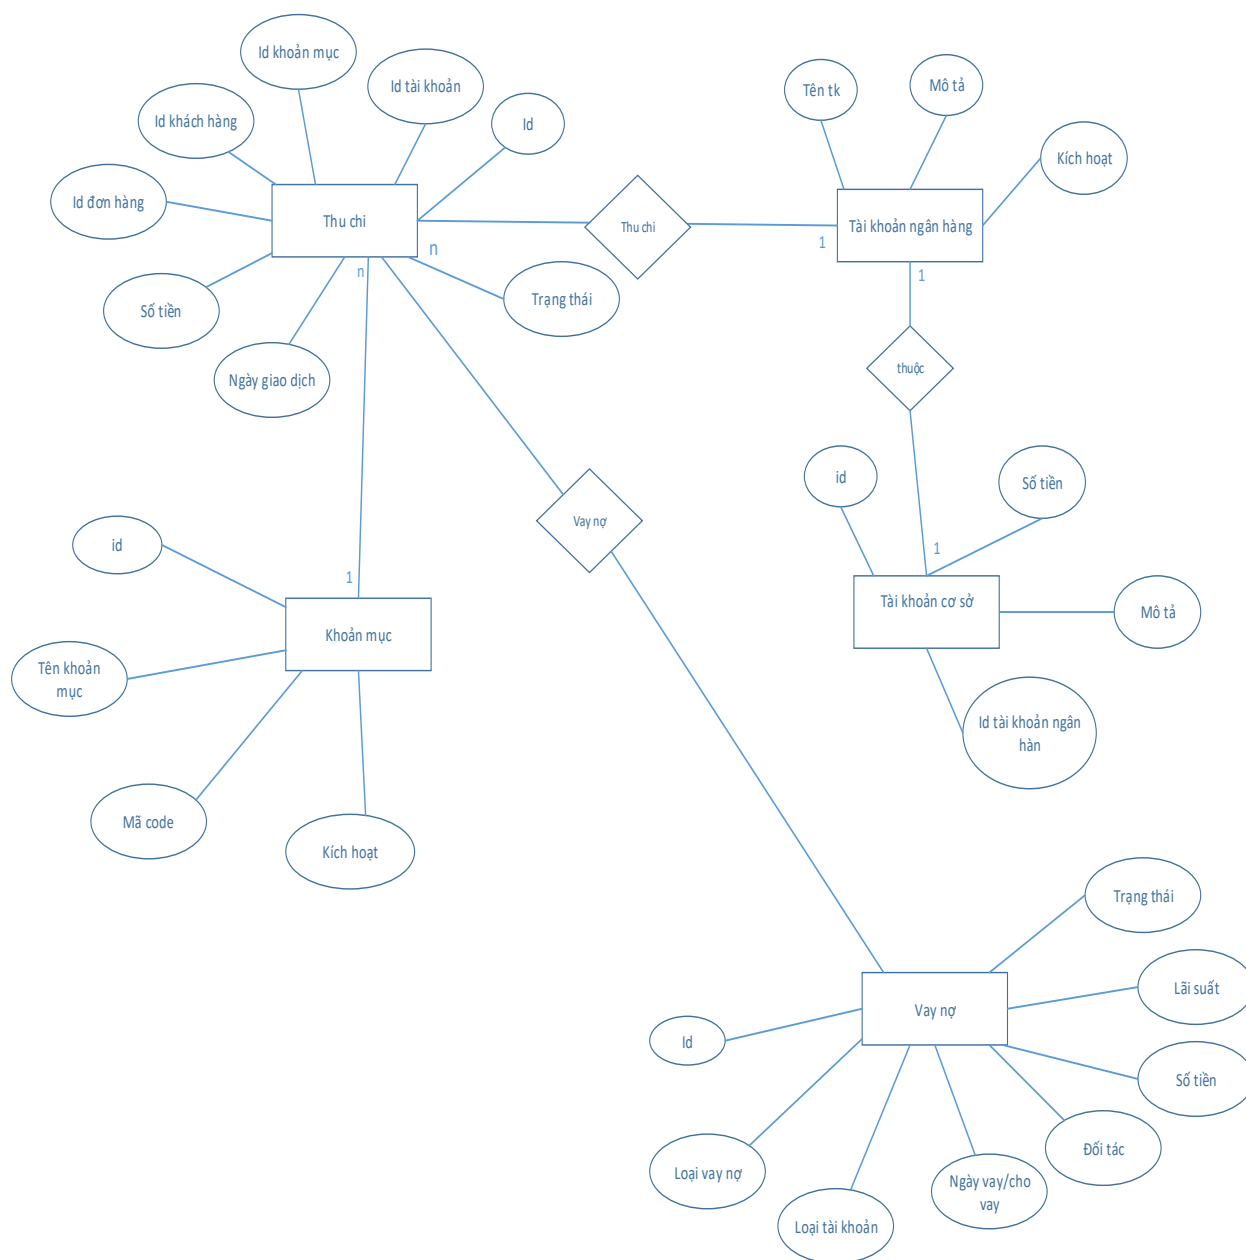 Id khoản mục
Id tài khoản
Id khách hàng
Id
Id đơn hàng
Thu chi
Số tiền
Ngày giao dịch
Trạng thái
n
n
Thu chi
1
Tên tk
Mô tả
Kích hoạt
Tài khoản ngân hàng
1
thuộc
1
id
Số tiền
Tài khoản cơ sở
Mô tả
Id tài khoản ngân
hàn
Vay nợ
1
id
Khoản mục
Tên khoản
mục
Mã code
Kích hoạt
Trạng thái
Lãi suất
Vay nợ
Id
Số tiền
Đối tác
Loại vay nợ
Ngày vay/cho
vay
Loại tài khoản